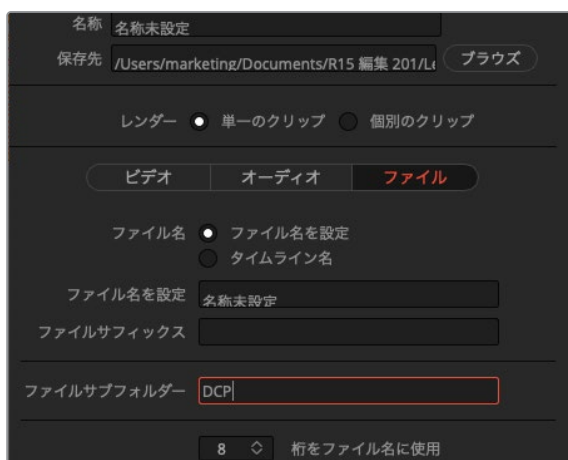 名称 名称未設定
保存先 /Users/marketing/Documents/R15 編集 201/Le ブラウズ
レンダー 単一のクリップ 個別のクリップ
ビデオ オーディオ ファイル
ファイル名 ファイル名を設定
タイムライン名
ファイル名を設定 名称未設定
ファイルサフィックス
ファイルサブフォルダー DCP
8 桁をファイル名に使用